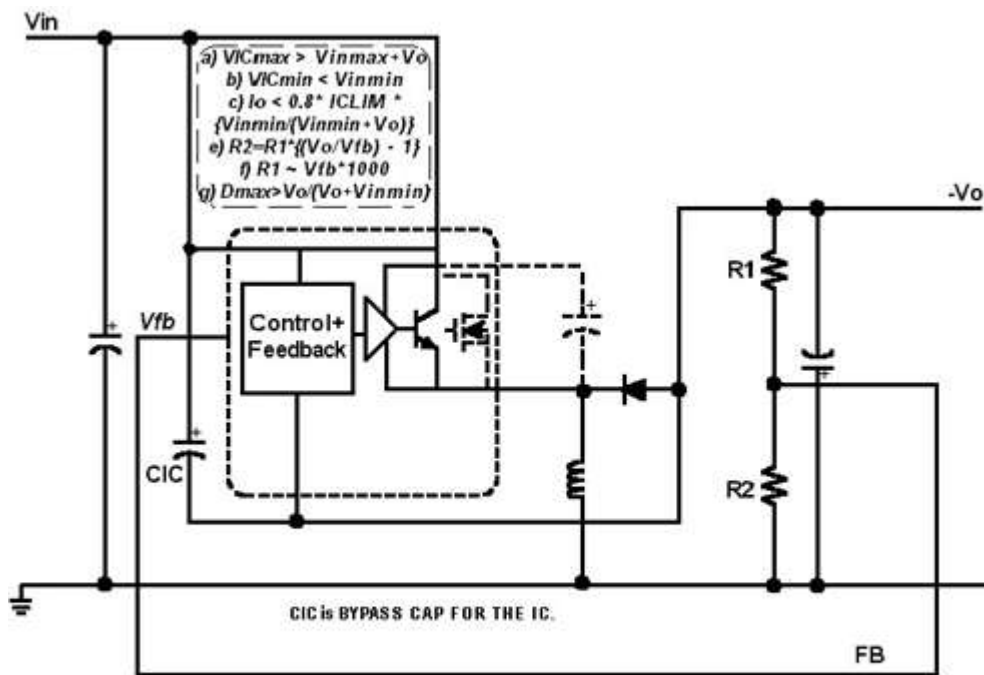 Vin
a) VICmax > Vinmax+Vo
b) VICmin < Vinmin
c) Io < 0.8* ICLIM *
{Vinmin/(Vinmin+Vo)}
e) R2=R1*{(Vo/Vfb) - 1}
f) R1 ~ Vfb*1000
g) Dmax>Vo/(Vo+Vinmin}
-Vo
R1
Vfb
Control+
Feedback
+
+
+
+
CIC
R2
CIC is BYPASS CAP FOR THE IC.
FB